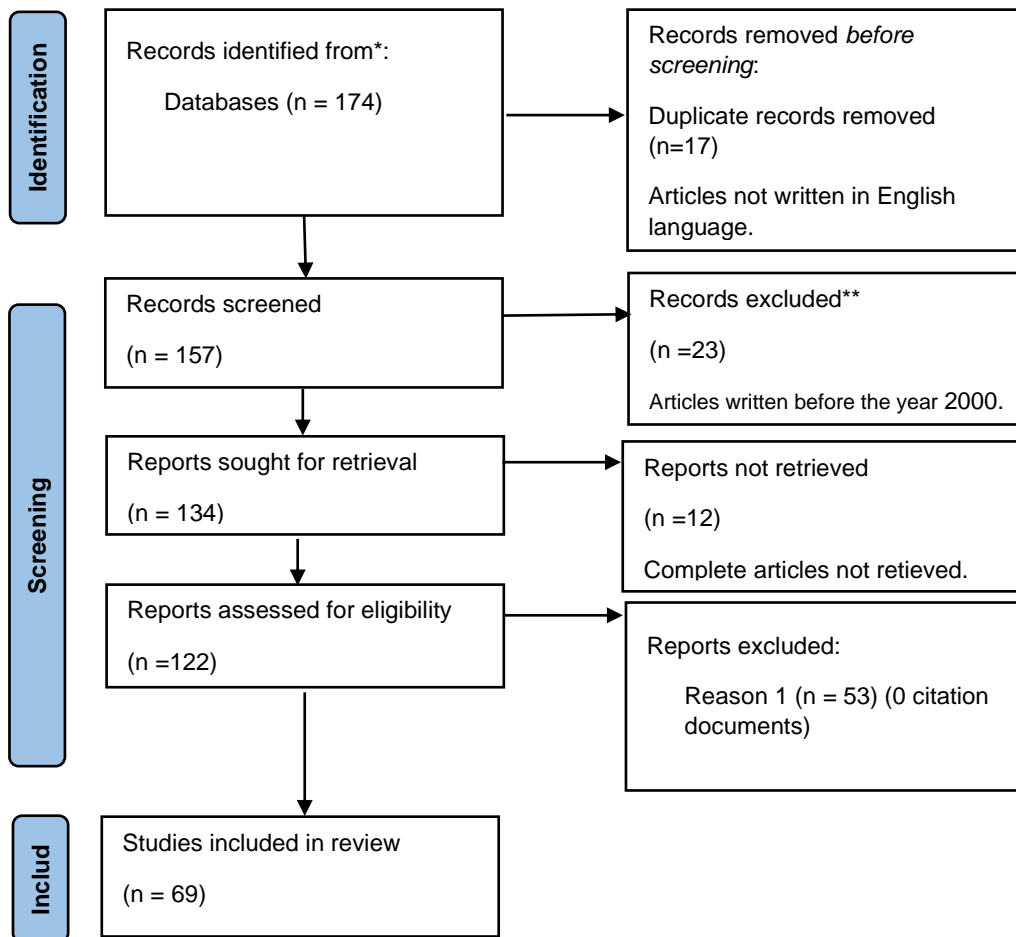 Identification
Records identified from*:
Databases (n = 174)
Records removed before
screening:
Duplicate records removed
(n=17)
Articles not written in English
language.
Screening
Records screened
(n = 157)
Records excluded**
(n =23)
Articles written before the year 2000.
Reports sought for retrieval
(n = 134)
Reports not retrieved
(n =12)
Complete articles not retieved.
Reports assessed for eligibility
(n =122)
Reports excluded:
Reason 1 (n = 53) (0 citation
documents)
Includ
Studies included in review
(n = 69)